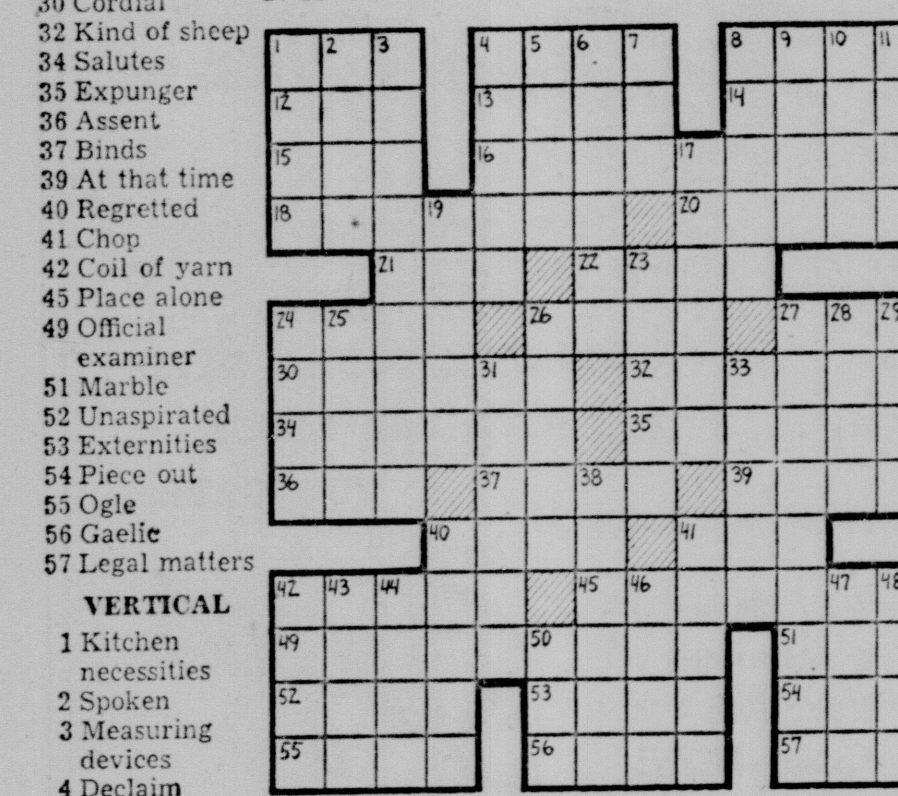 30 Cordial
32 Kind of sheep
34 Salutes
35 Expunger
36 Assent
37 Binds
39 At that time
40 Regretted
41 Chop
42 Coil of yarn
45 Place alone
49 Official
examiner
51 Marble
52 Unaspirated
53 Externities
54 Piece out
55 Ogle
56 Gaelic
57 Legal matters
VERTICAL
1 Kitchen
necessities
2 Spoken
3 Measuring
devices
4 Declaim
1 2 3 4 5 6 7 8 9 10 11
12 13 14
15 16 17
18 19 20
21 22 23
24 25 26 27 28 29
30 31 32 33
34 35
36 37 38 39
40 41
42 43 44 45 46 47 48
49 50 51
52 53 54
55 56 57